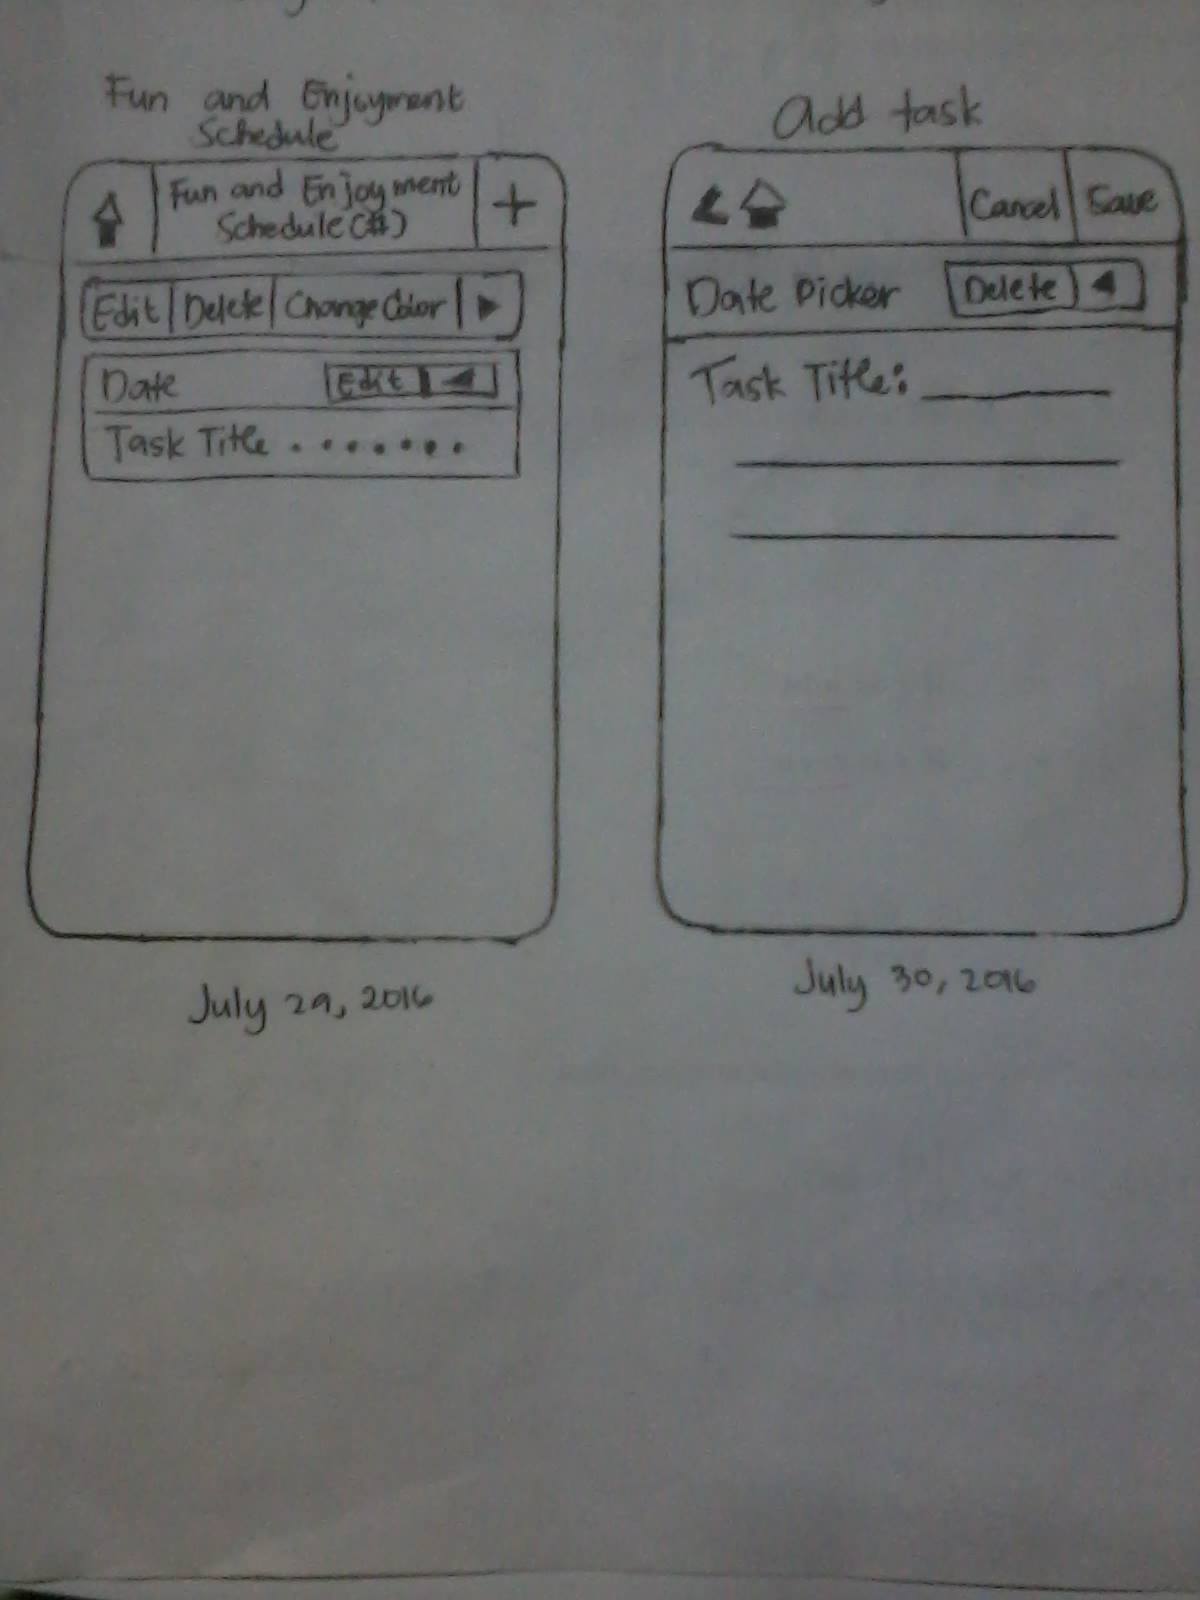 Fun and Enjoyment
Schedule
Fun and Enjoyment
Schedule (#)
+
Edit Delete Change Color
Date Edit
Task Title . . . . . . .
July 29, 2016
Add task
Cancel Save
Date Picker Delete
Task Title:
July 30, 2016